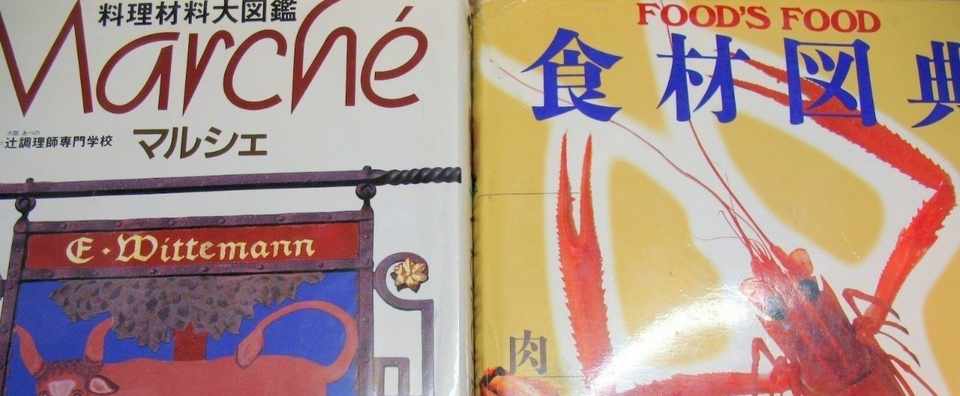 料理材料大図鑑
Marché
大阪 あべの
辻調理師専門学校
マルシェ
E·Wittemann
FOOD'S FOOD
食材図典
肉